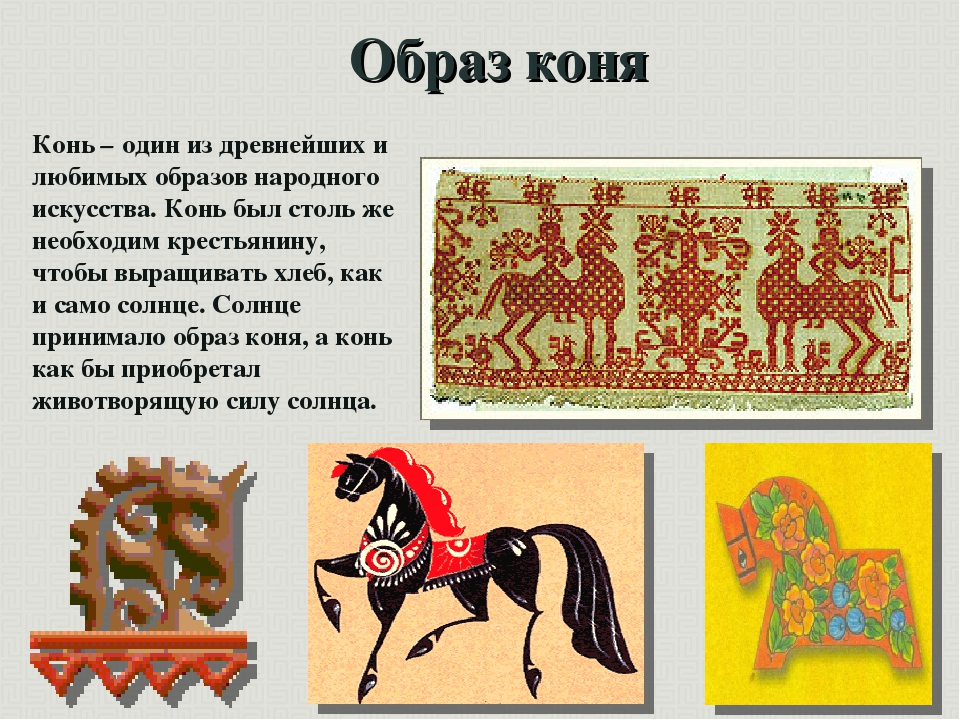 Образ коня
Конь – один из древнейших и
любимых образов народного
искусства. Конь был столь же
необходим крестьянину,
чтобы выращивать хлеб, как
и само солнце. Солнце
принимало образ коня, а конь
как бы приобретал
животворящую силу солнца.